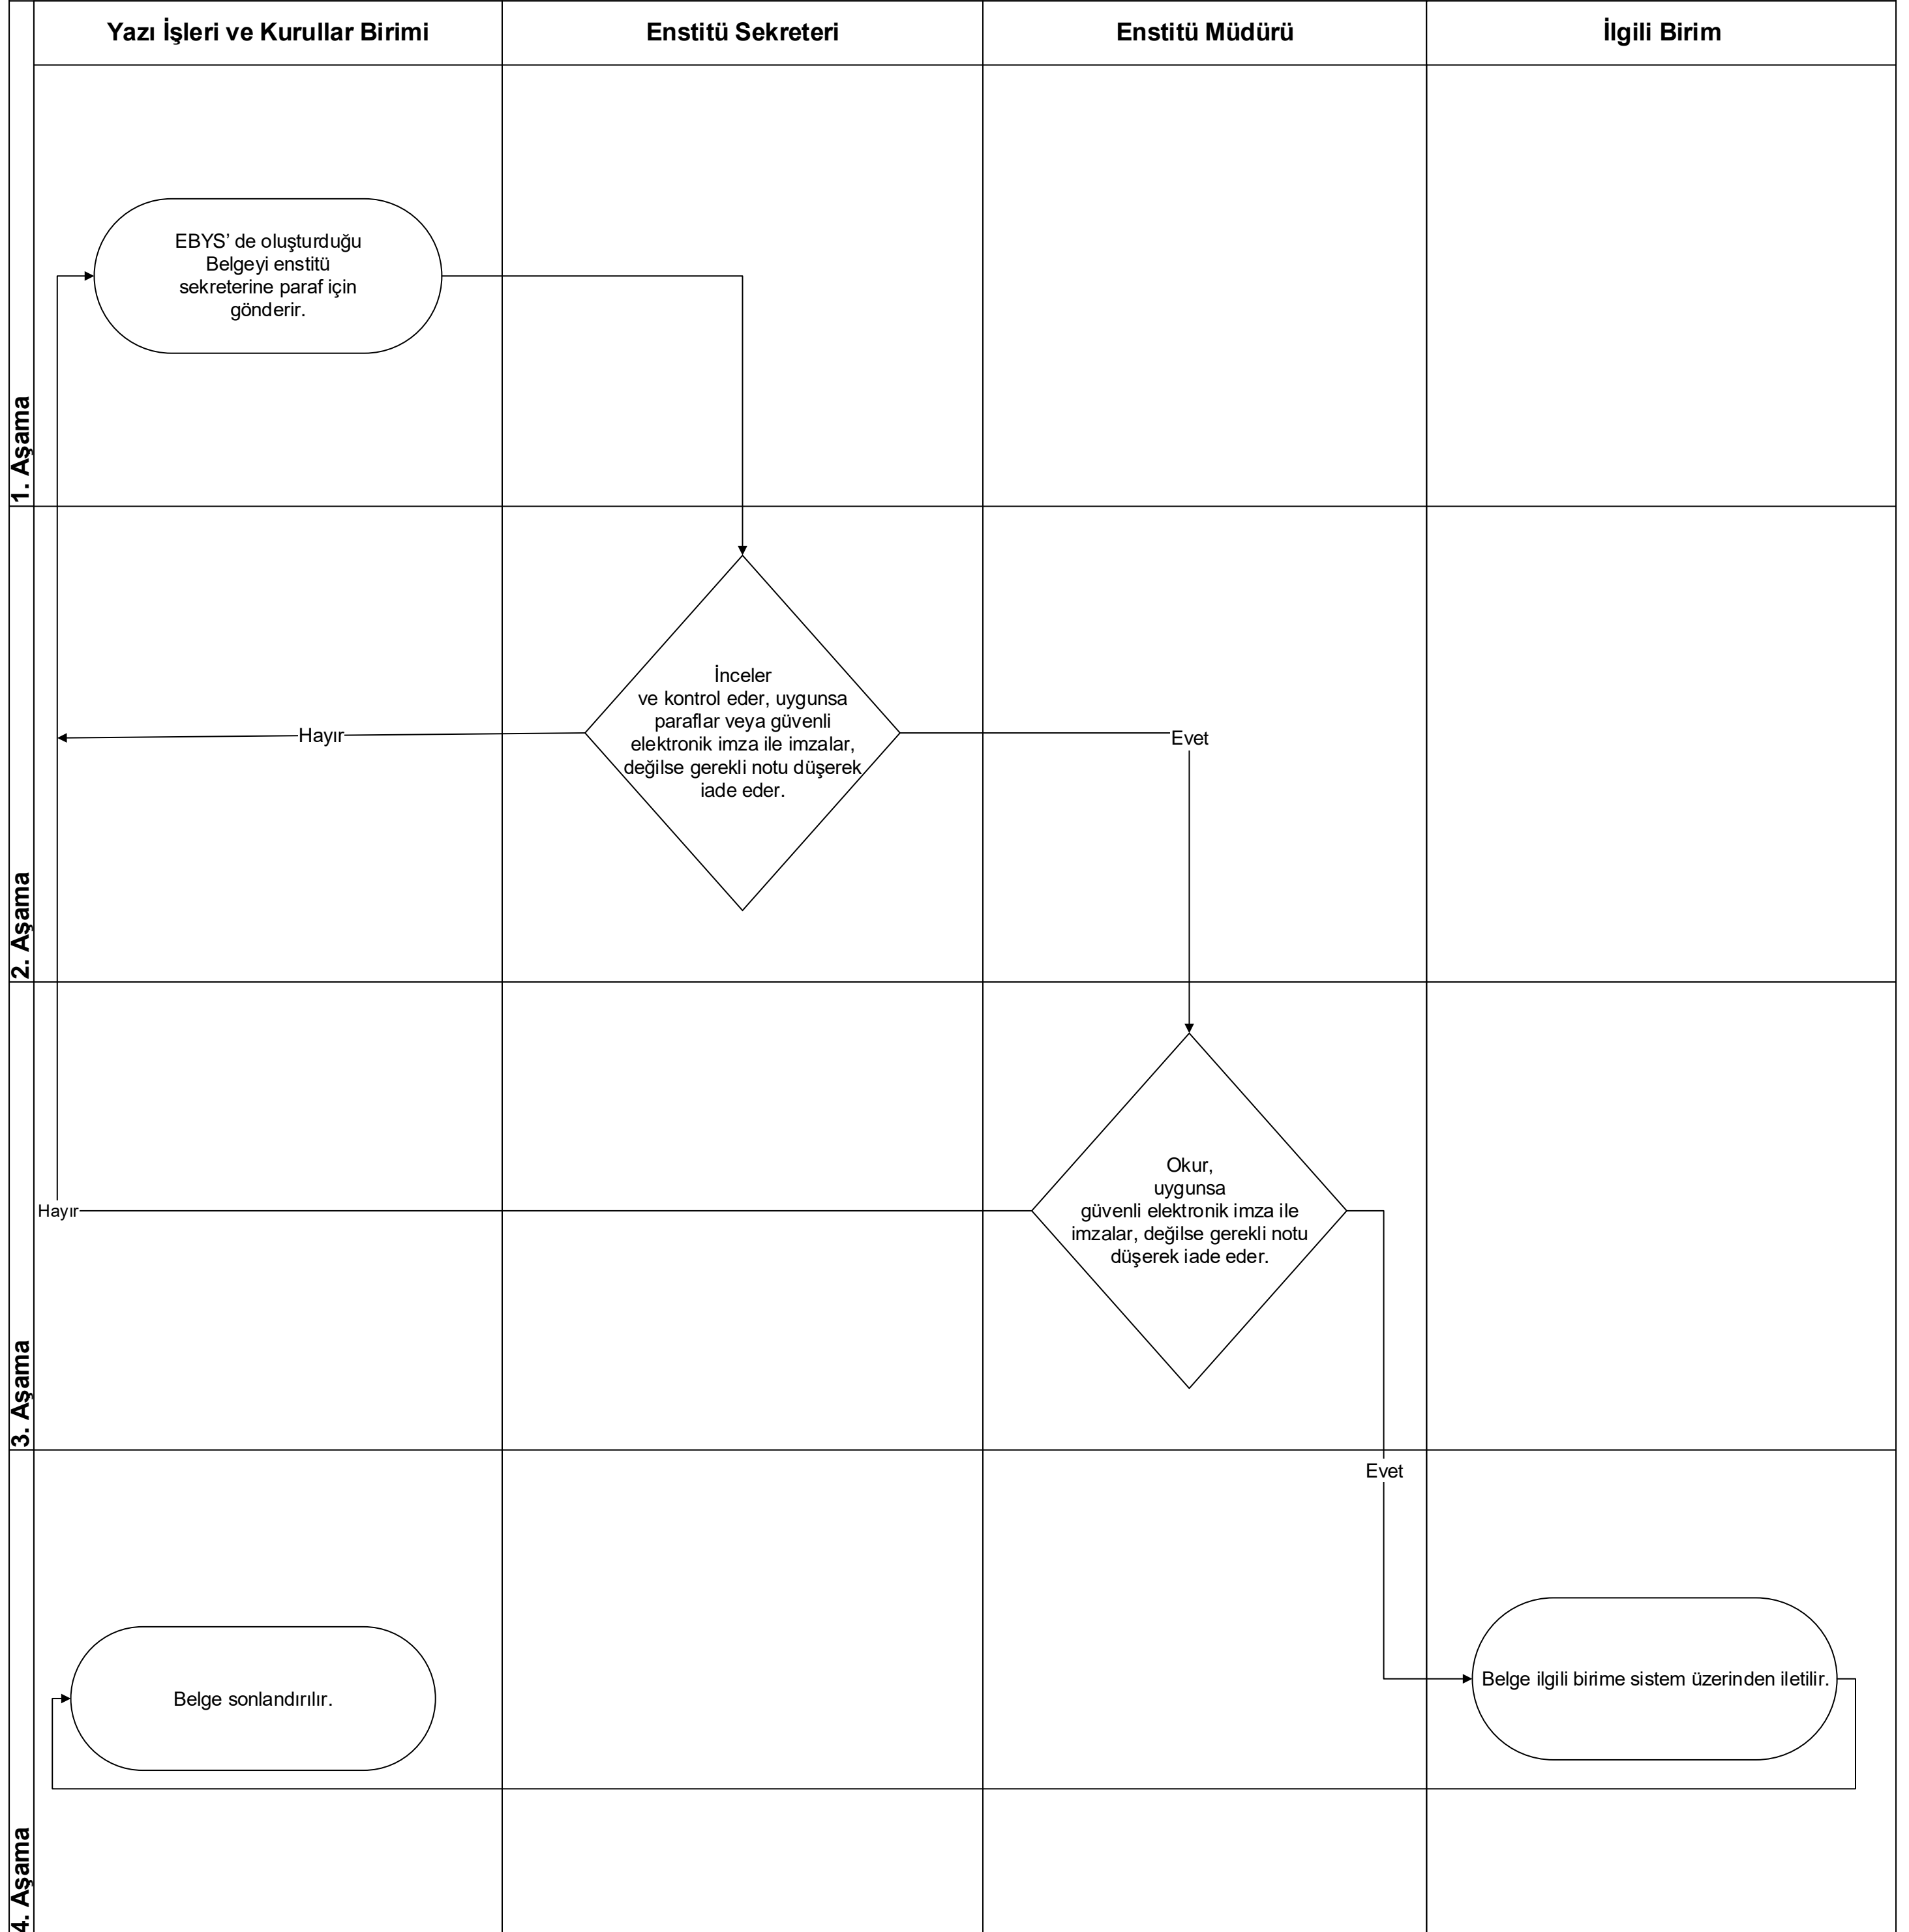 Yazı İşleri ve Kurullar Birimi
Enstitü Sekreteri
Enstitü Müdürü
İlgili Birim
1. Aşama
EBYS’ de oluşturduğu
Belgeyi enstitü
sekreterine paraf için
gönderir.
2. Aşama
İnceler
ve kontrol eder, uygunsa
paraflar veya güvenli
elektronik imza ile imzalar,
değilse gerekli notu düşerek
iade eder.
Hayır
Evet
3. Aşama
Hayır
Okur,
uygunsa
güvenli elektronik imza ile
imzalar, değilse gerekli notu
düşerek iade eder.
4. Aşama
Evet
Belge sonlandırılır.
Belge ilgili birime sistem üzerinden iletilir.